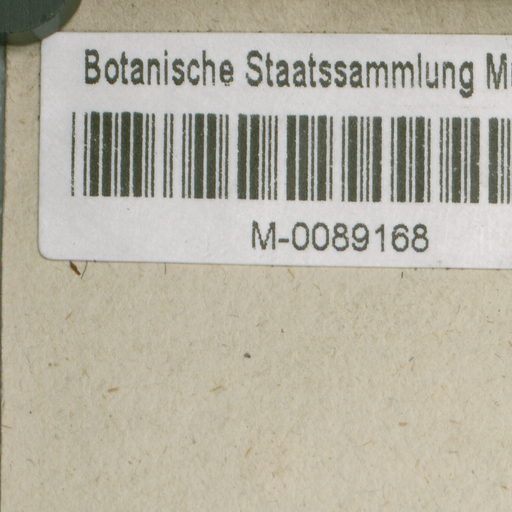 Botanische Staatssammlung M
M-0089168